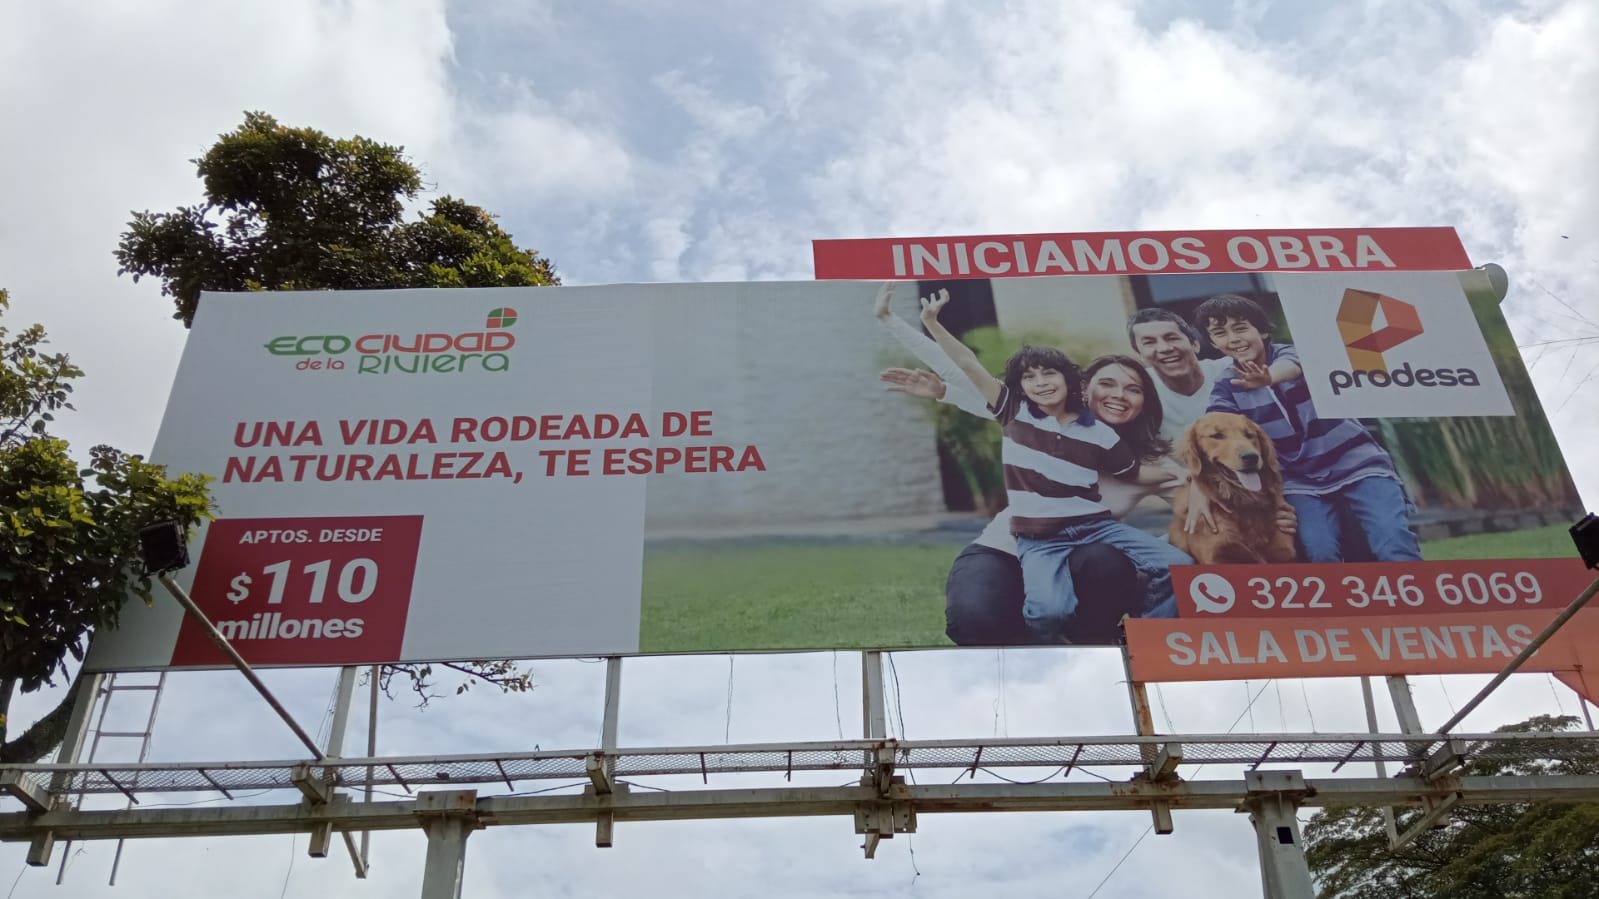 INICIAMOS OBRA
ECO CIUDAD
de la RIVIERA
prodesa
UNA VIDA RODEADA DE
NATURALEZA, TE ESPERA
APTOS. DESDE
$110
millones
322 346 6069
SALA DE VENTAS